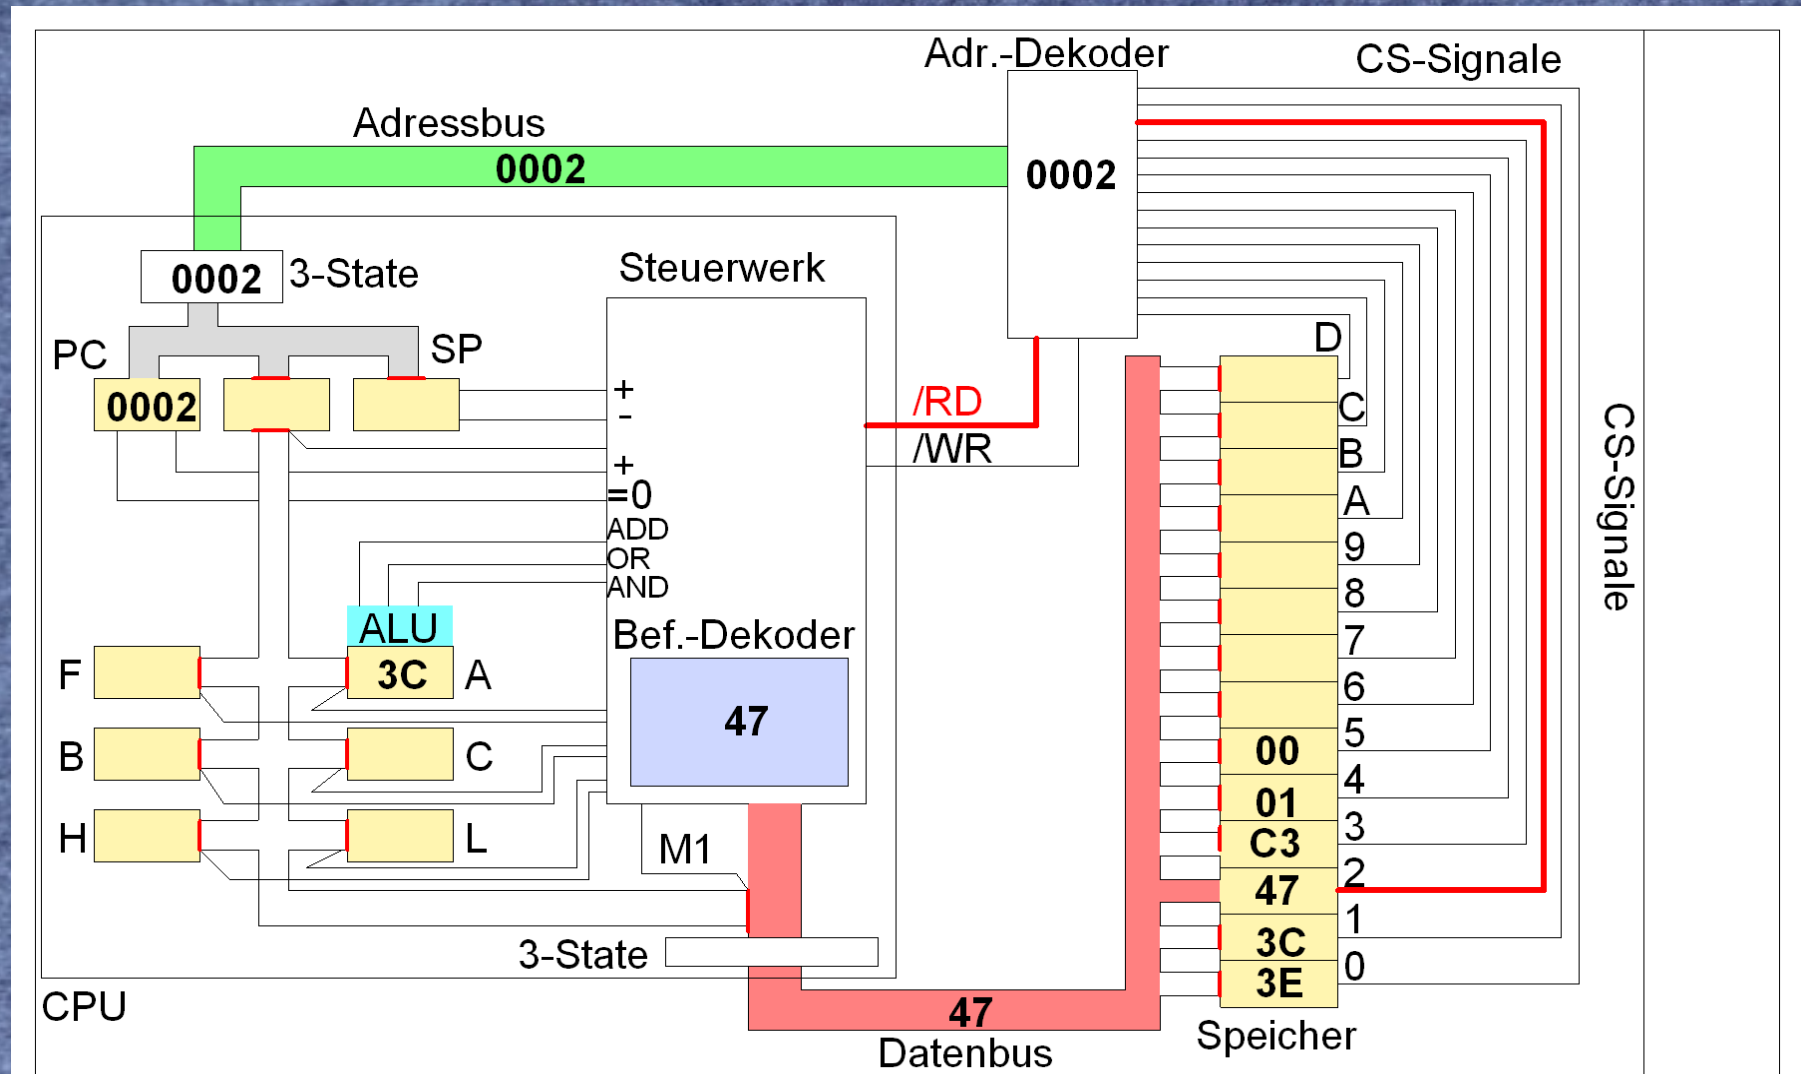 Adr.-Dekoder
CS-Signale
Adressbus
0002
0002
0002
3-State
Steuerwerk
PC
SP
0002
+
-
+
=0
ADD
OR
AND
/RD
/WR
ALU
Bef.-Dekoder
F
3C
A
47
B
C
H
L
M1
3-State
CPU
47
Datenbus
D
C
B
A
9
8
7
6
00
5
01
4
C3
3
47
2
3C
1
3E
0
Speicher
CS-Signale